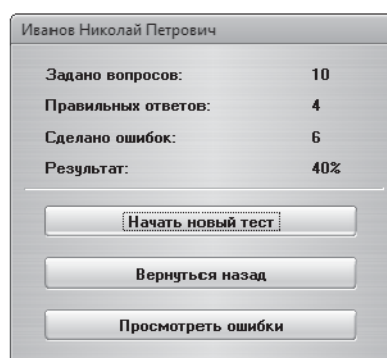 Иванов Николай Петрович
Задано вопросов: 10
Правильных ответов: 4
Сделано ошибок: 6
Результат: 40%
Начать новый тест
Вернуться назад
Просмотреть ошибки